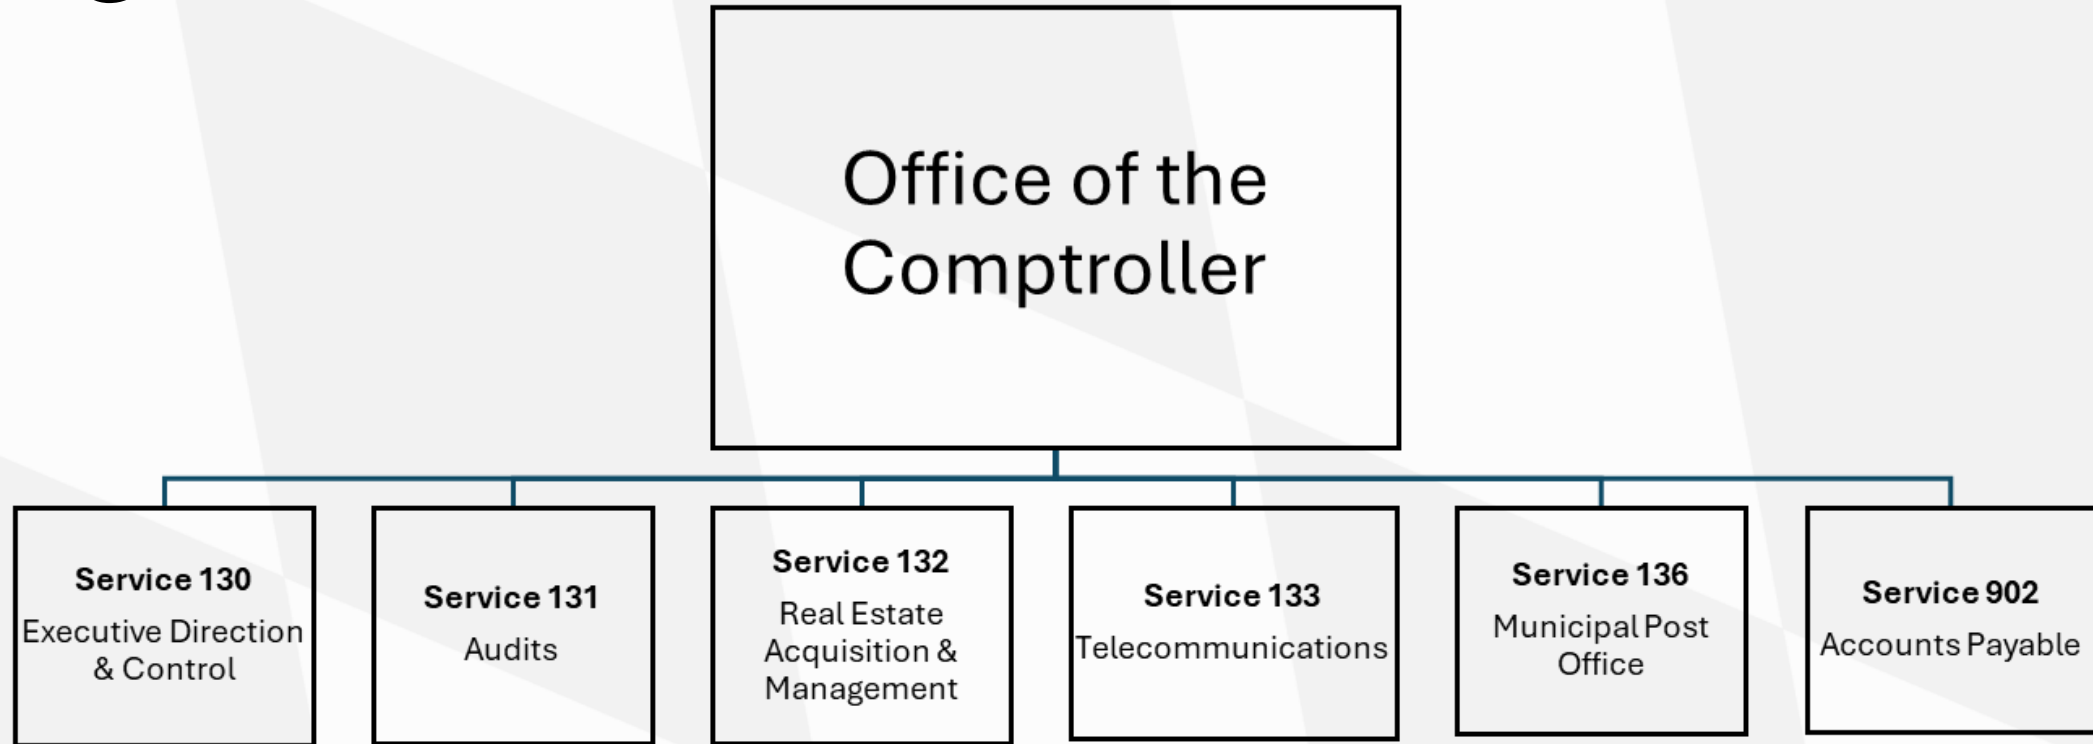 Office of the
Comptroller
Service 130
Executive Direction
& Control
Service 131
Audits
Service 132
Real Estate
Acquisition &
Management
Service 133
Telecommunications
Service 136
Municipal Post
Office
Service 902
Accounts Payable